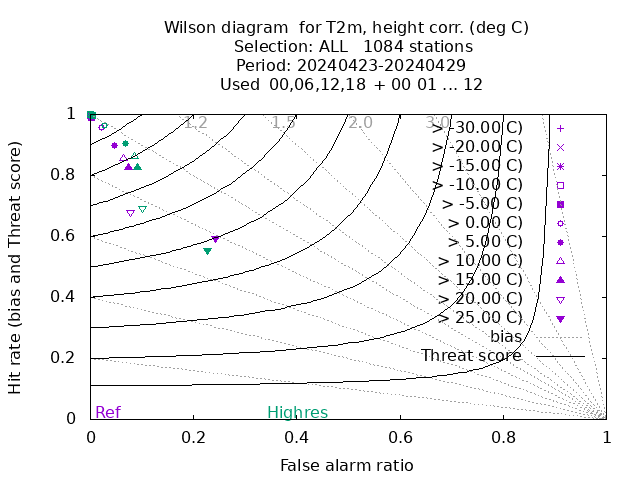 Wilson diagram  for T2m, height corr. (deg C)
Selection: ALL   1084 stations
Period: 20240423-20240429
Used  00,06,12,18  + 00 01 ... 12
Hit rate (bias and Threat score)
1
0.8
0.6
0.4
0.2
0
1.2
1.5
2.0
3.0
> -30.00 C)
> -20.00 C)
> -15.00 C)
> -10.00 C)
> -5.00 C)
> 0.00 C)
> 5.00 C)
> 10.00 C)
> 15.00 C)
> 20.00 C)
> 25.00 C)
bias
Threat score
Ref
Highres
0
0.2
0.4
0.6
0.8
1
False alarm ratio